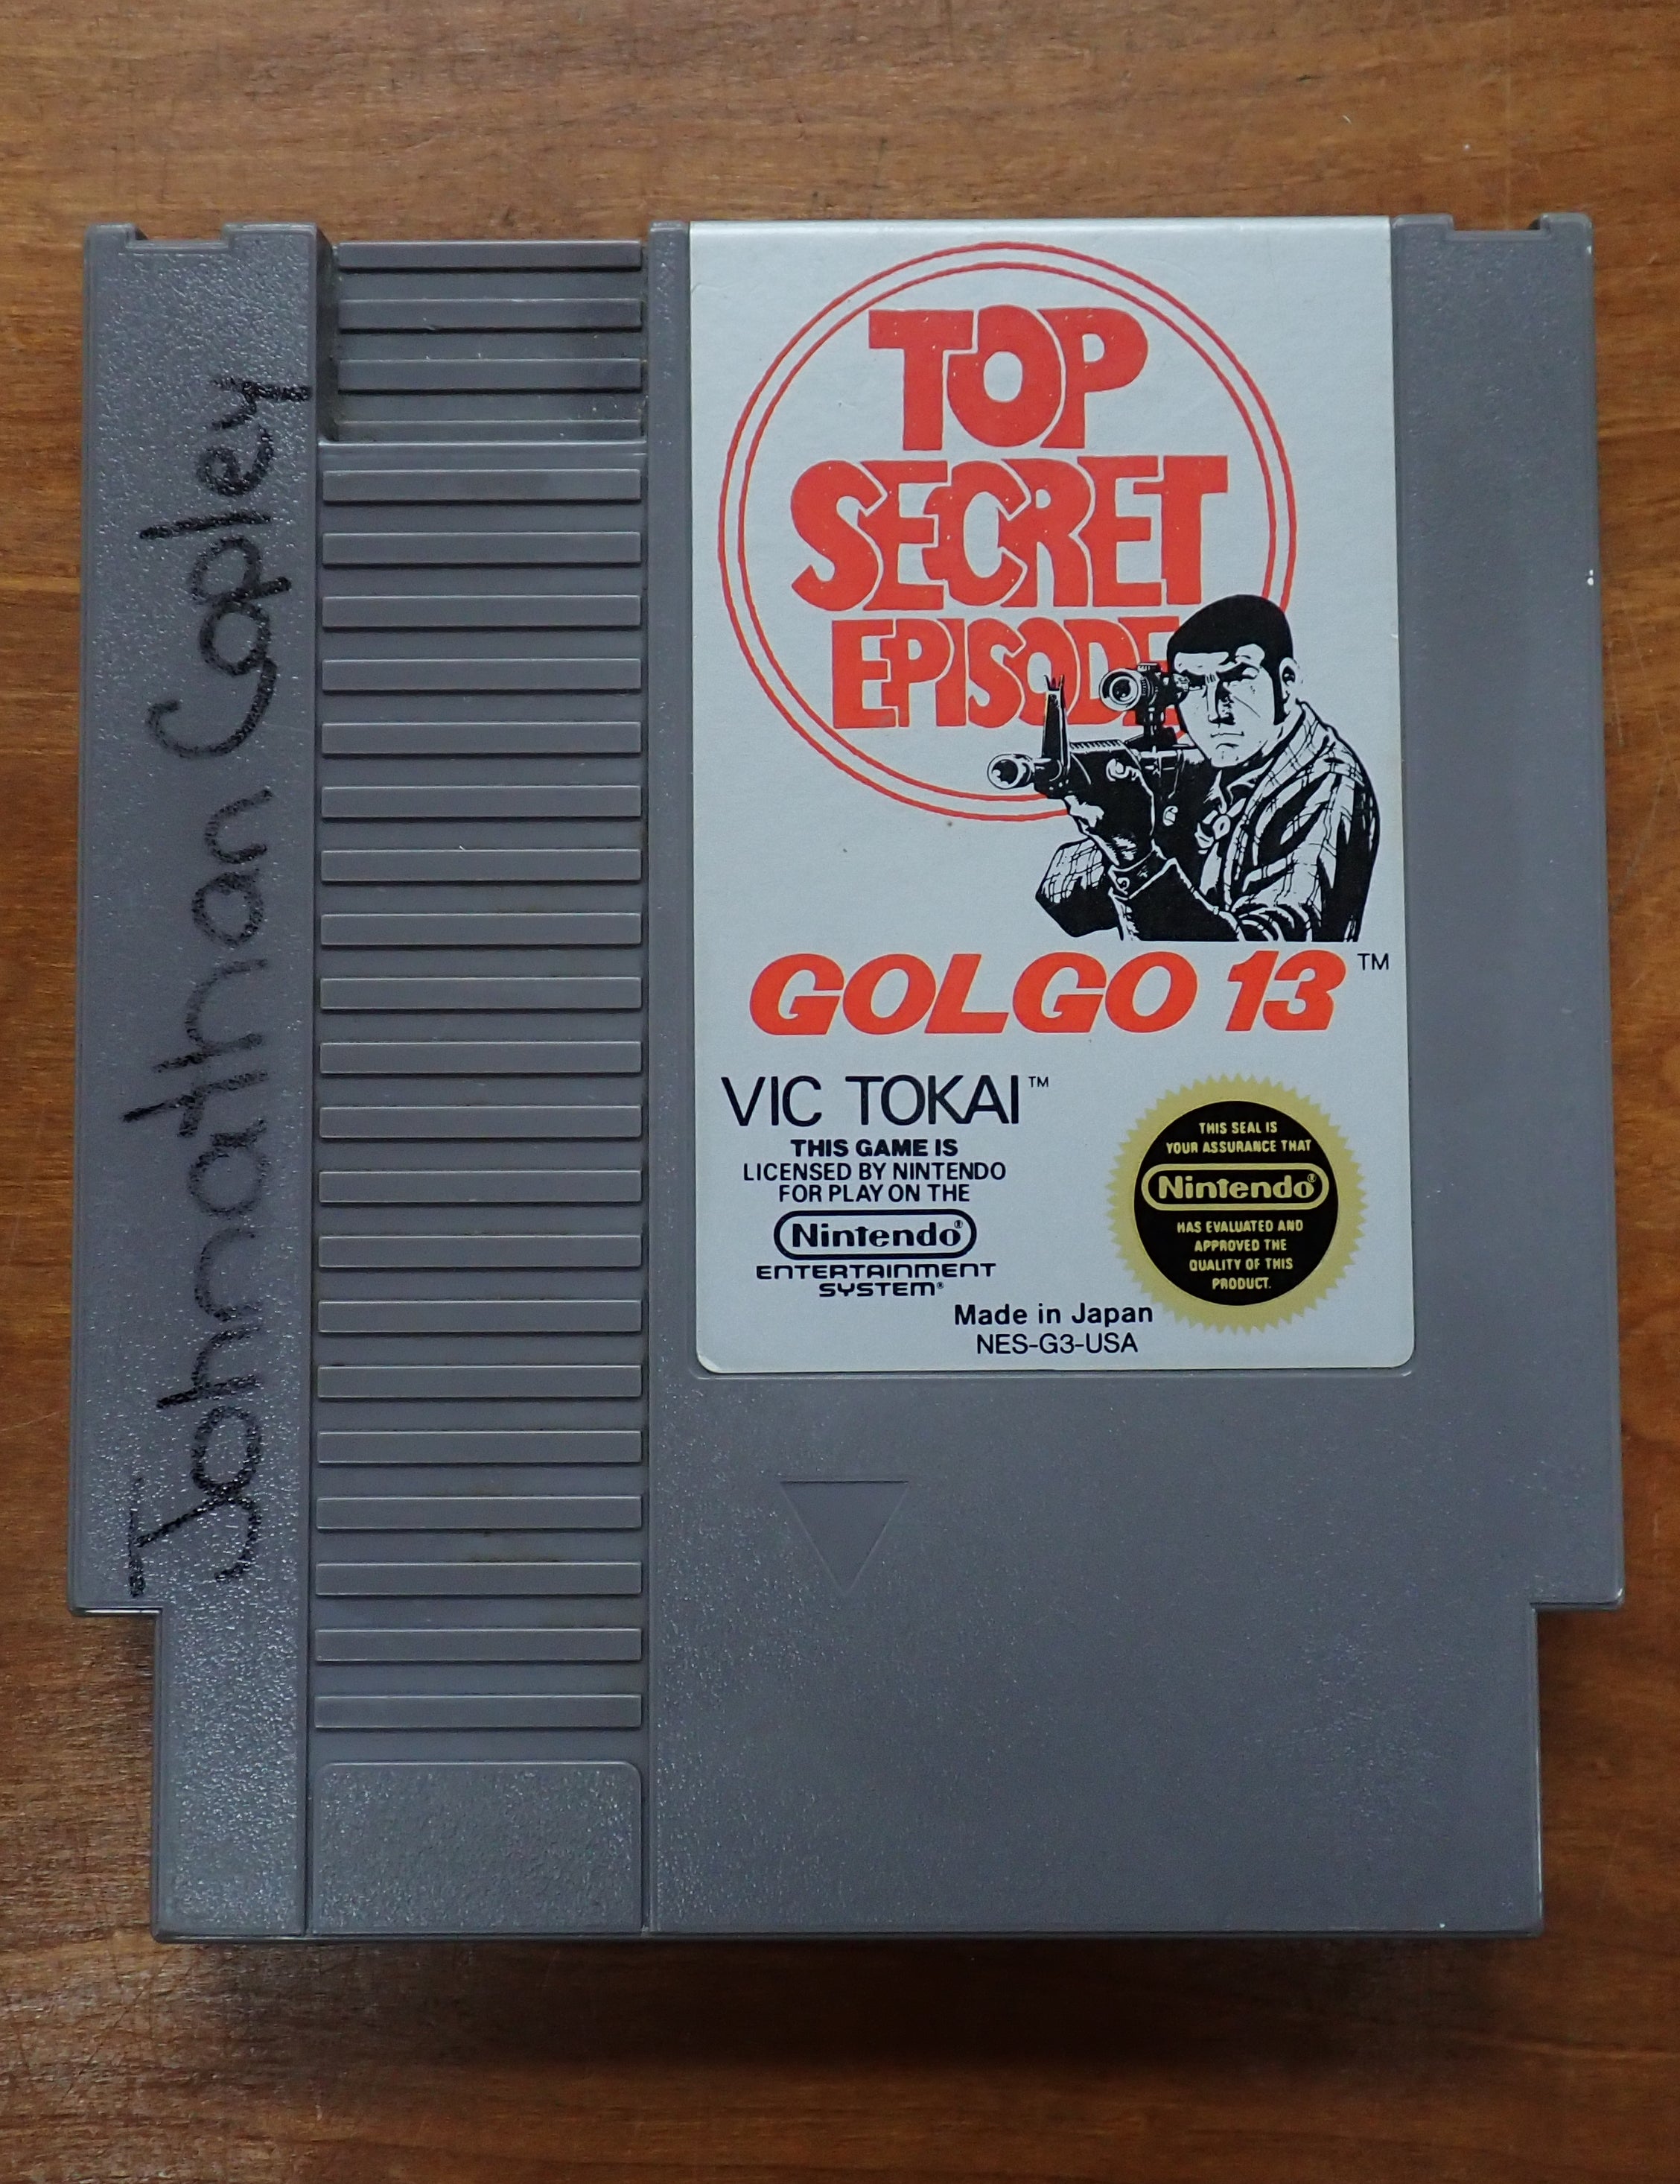 Johnathan Copley
TOP
SECRET
EPISODE
GOLGO 13™
VIC TOKAI™
THIS GAME IS
LICENSED BY NINTENDO
FOR PLAY ON THE
Nintendo®
ENTERTAINMENT
SYSTEM®
THIS SEAL IS
YOUR ASSURANCE THAT
Nintendo®
HAS EVALUATED AND
APPROVED THE
QUALITY OF THIS
PRODUCT.
Made in Japan
NES-G3-USA